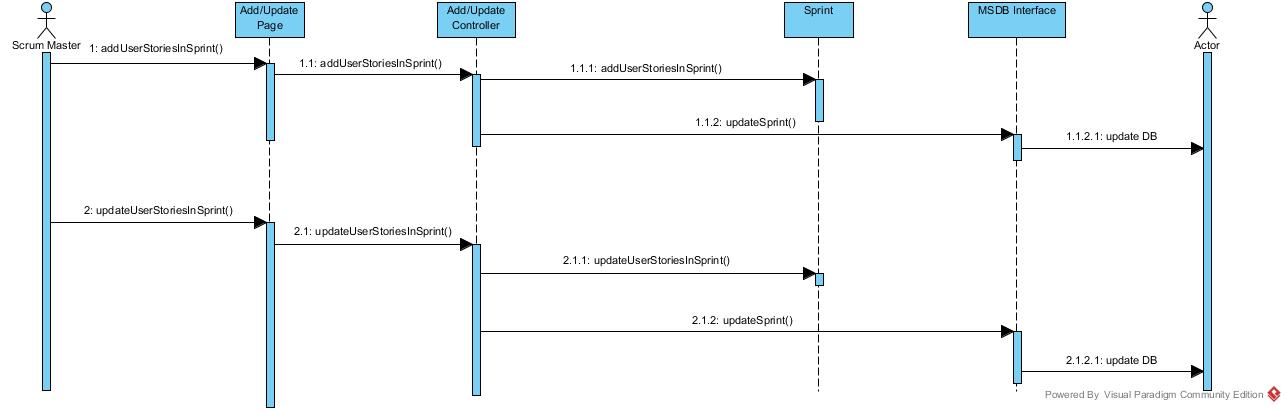 Add/Update
Page
Add/Update
Controller
Sprint
MSDB Interface
Scrum Master
Actor
1: addUserStoriesInSprint()
1.1: addUserStoriesInSprint()
1.1.1: addUserStoriesInSprint()
1.1.2: updateSprint()
1.1.2.1: update DB
2: updateUserStoriesInSprint()
2.1: updateUserStoriesInSprint()
2.1.1: updateUserStoriesInSprint()
2.1.2: updateSprint()
2.1.2.1: update DB
Powered By Visual Paradigm Community Edition